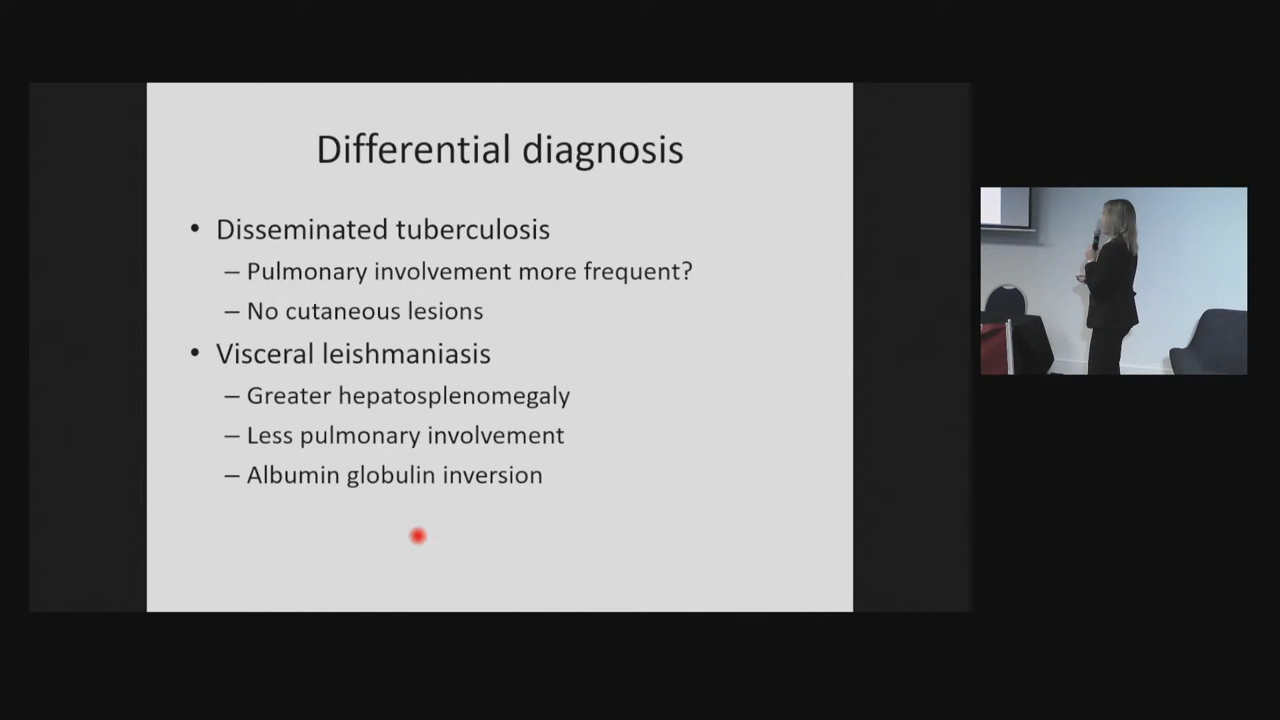 Differential diagnosis
• Disseminated tuberculosis
– Pulmonary involvement more frequent?
– No cutaneous lesions
• Visceral leishmaniasis
– Greater hepatosplenomegaly
– Less pulmonary involvement
– Albumin globulin inversion